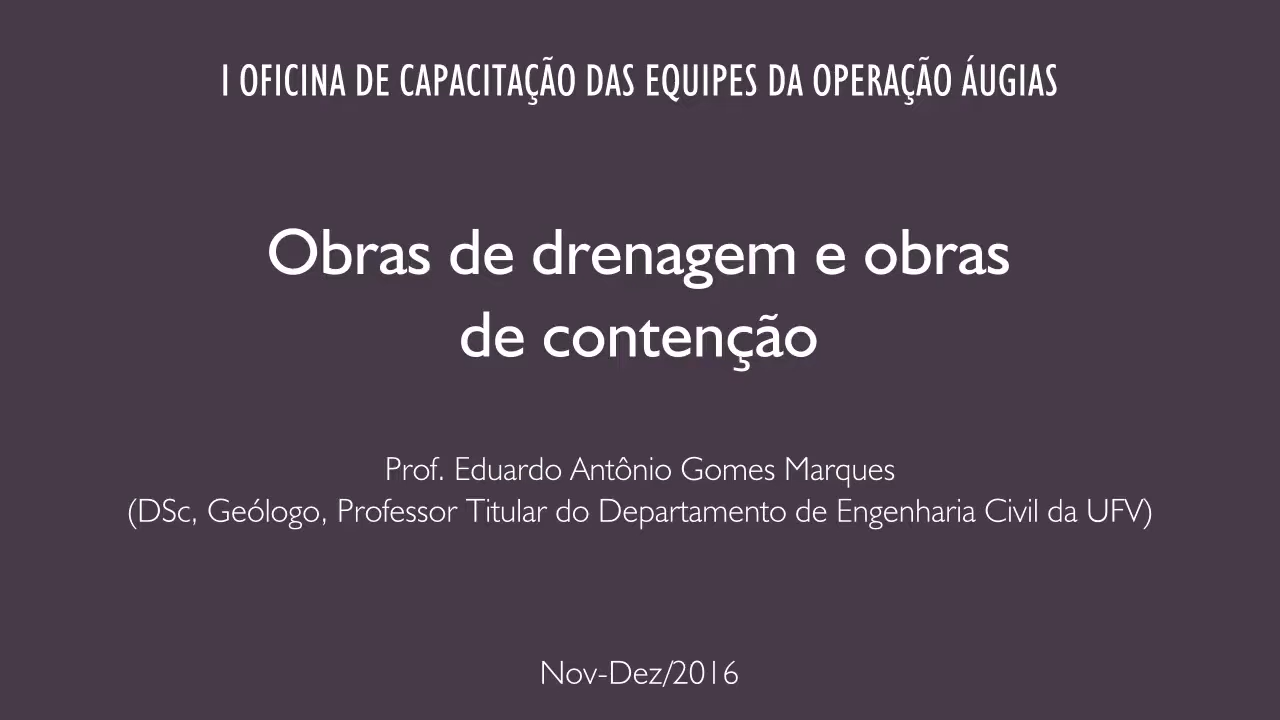 I OFICINA DE CAPACITAÇÃO DAS EQUIPES DA OPERAÇÃO ÁUGIAS
Obras de drenagem e obras
de contenção
Prof. Eduardo Antônio Gomes Marques
(DSc, Geólogo, Professor Titular do Departamento de Engenharia Civil da UFV)
Nov-Dez/2016